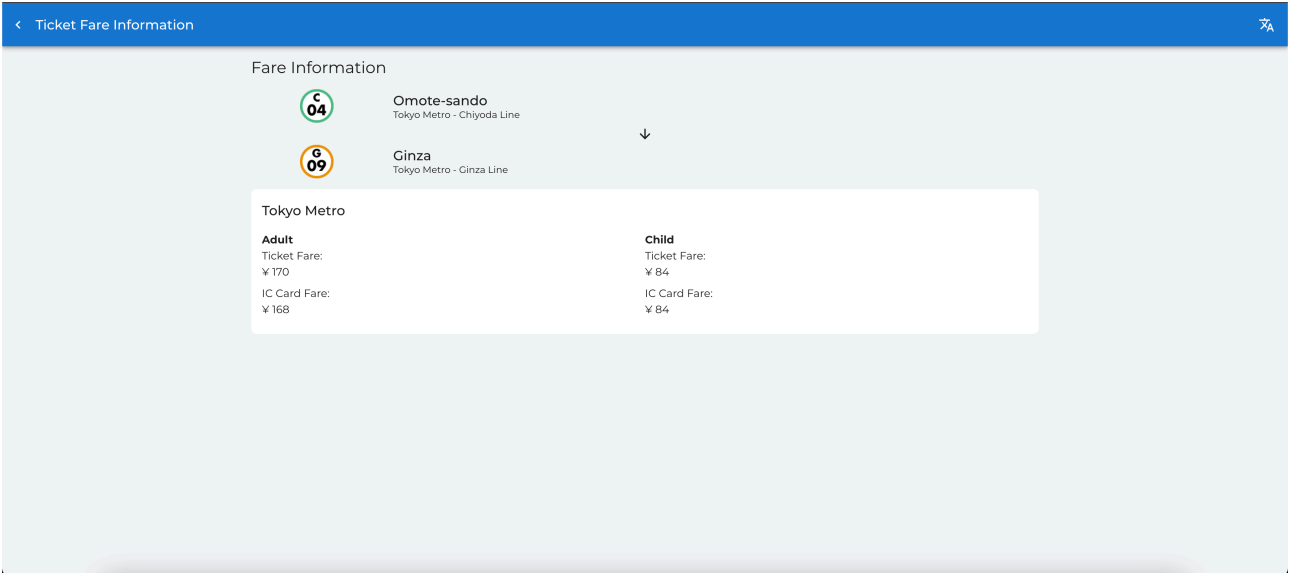 Ticket Fare Information
Fare Information
C
04
Omote-sando
Tokyo Metro - Chiyoda Line
G
09
Ginza
Tokyo Metro - Ginza Line
Tokyo Metro
Adult
Ticket Fare:
¥ 170
IC Card Fare:
¥ 168
Child
Ticket Fare:
¥ 84
IC Card Fare:
¥ 84